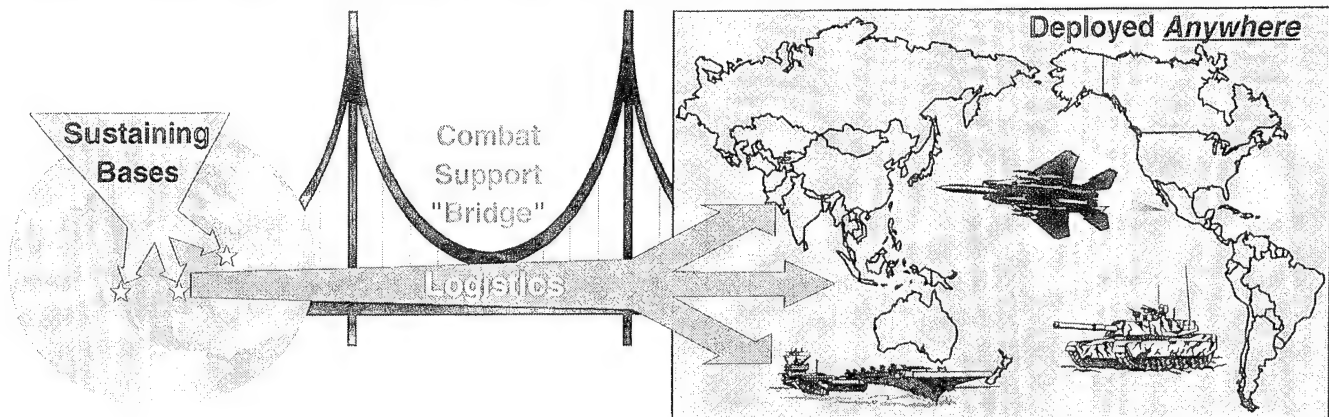 Deployed Anywhere
Sustaining
Bases
Combat
Support
"Bridge"
Logistics